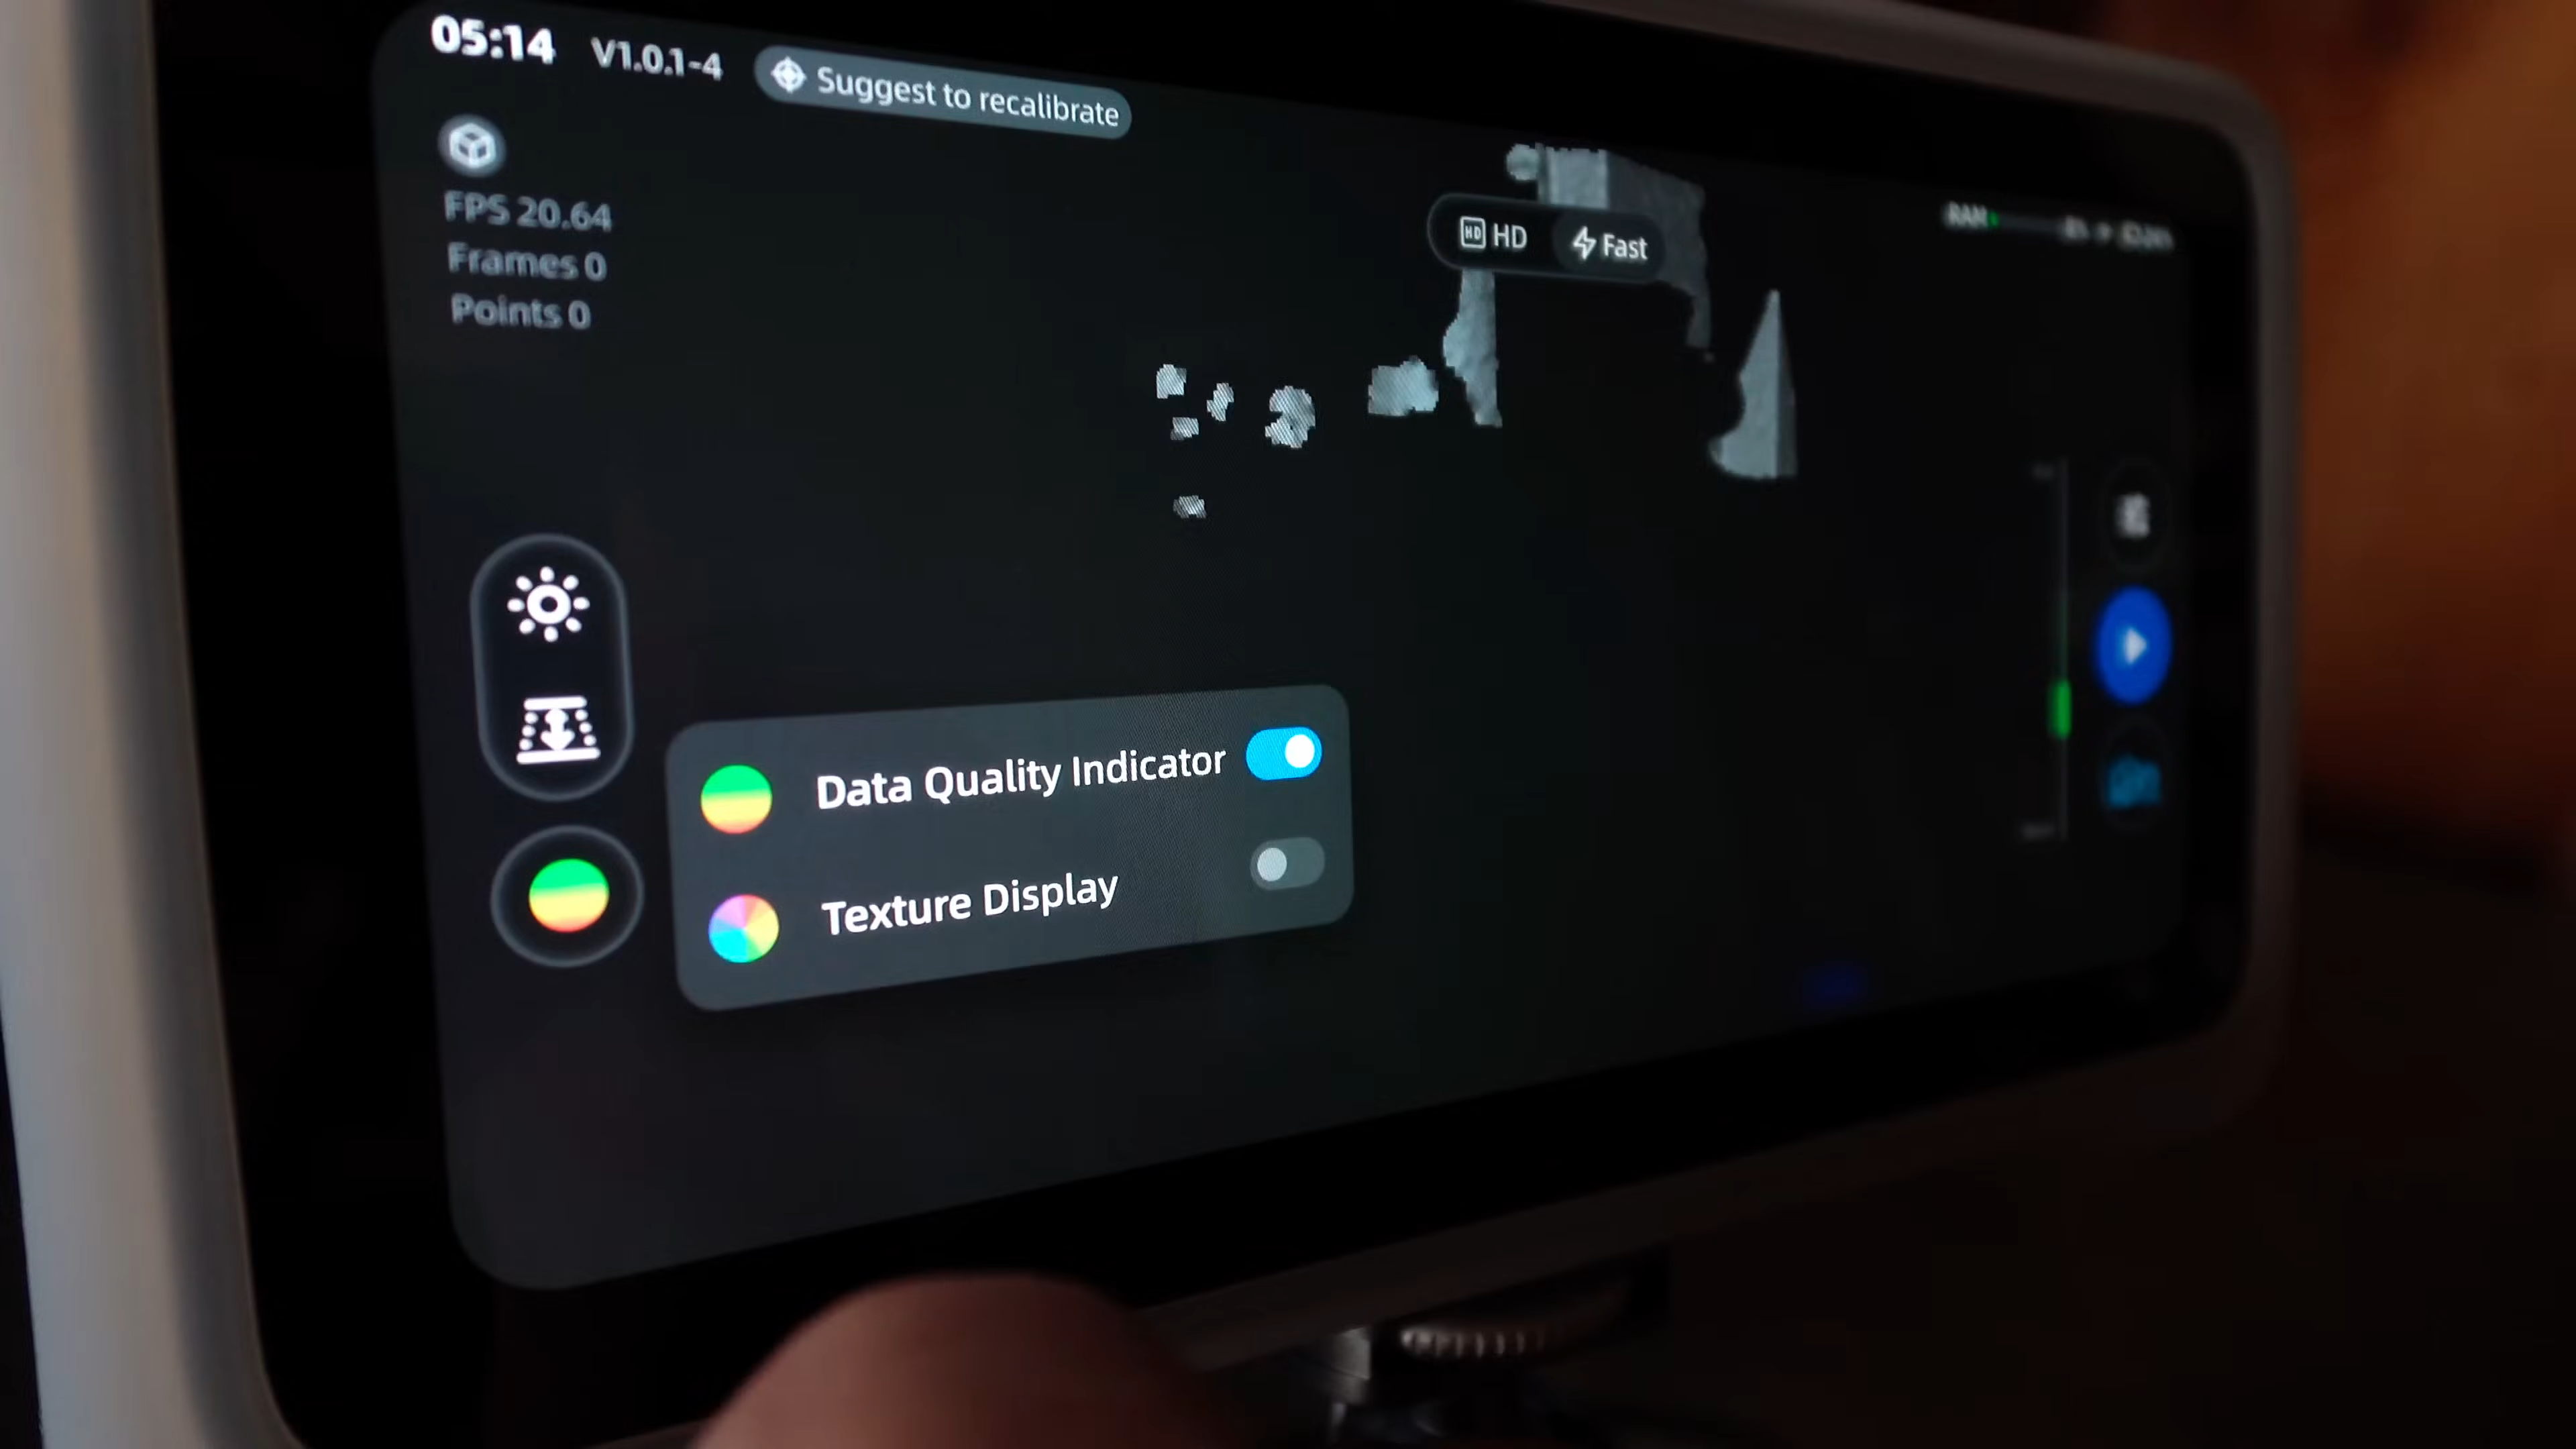 05:14 V1.0.1-4 Suggest to recalibrate
FPS 20.64
Frames 0
Points 0
HD HD Fast
RAM
Data Quality Indicator
Texture Display